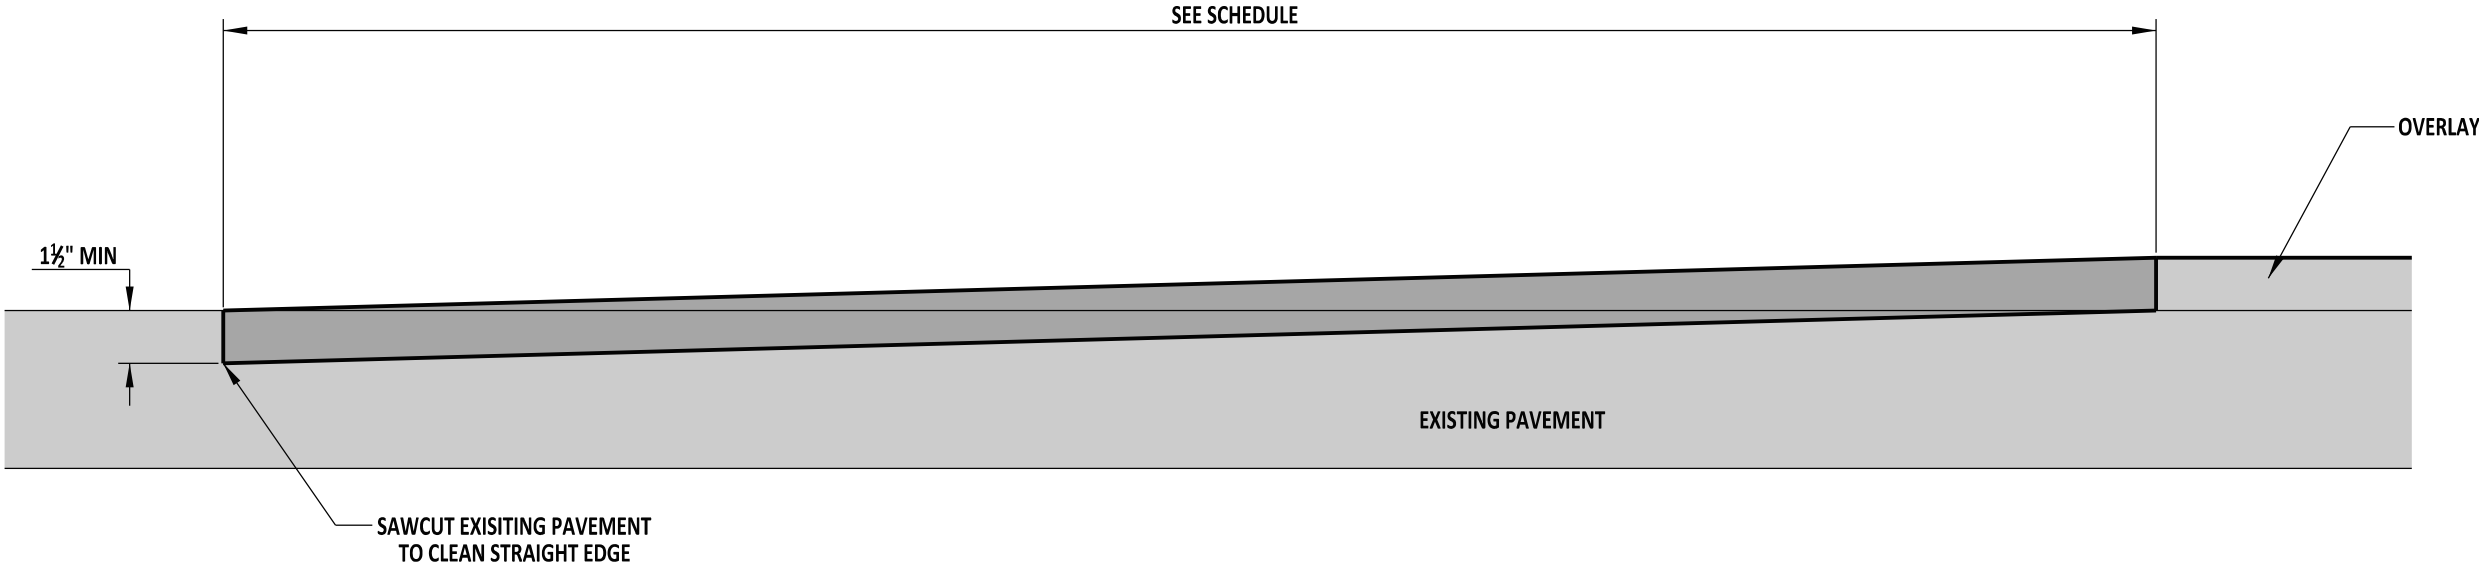 SEE SCHEDULE
OVERLAY
1½" MIN
EXISTING PAVEMENT
SAWCUT EXISITING PAVEMENT
TO CLEAN STRAIGHT EDGE